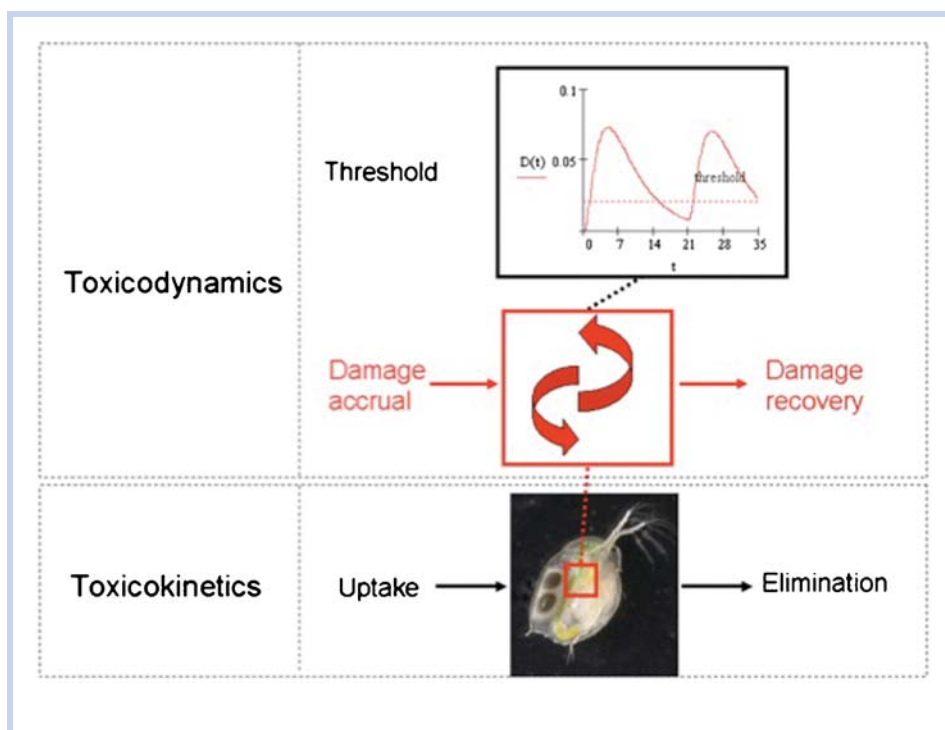 Toxicodynamics
Threshold
0.1
D(t) 0.05
threshold
0 7 14 21 28 35
t
Damage
accrual
Damage
recovery
Toxicokinetics
Uptake
Elimination